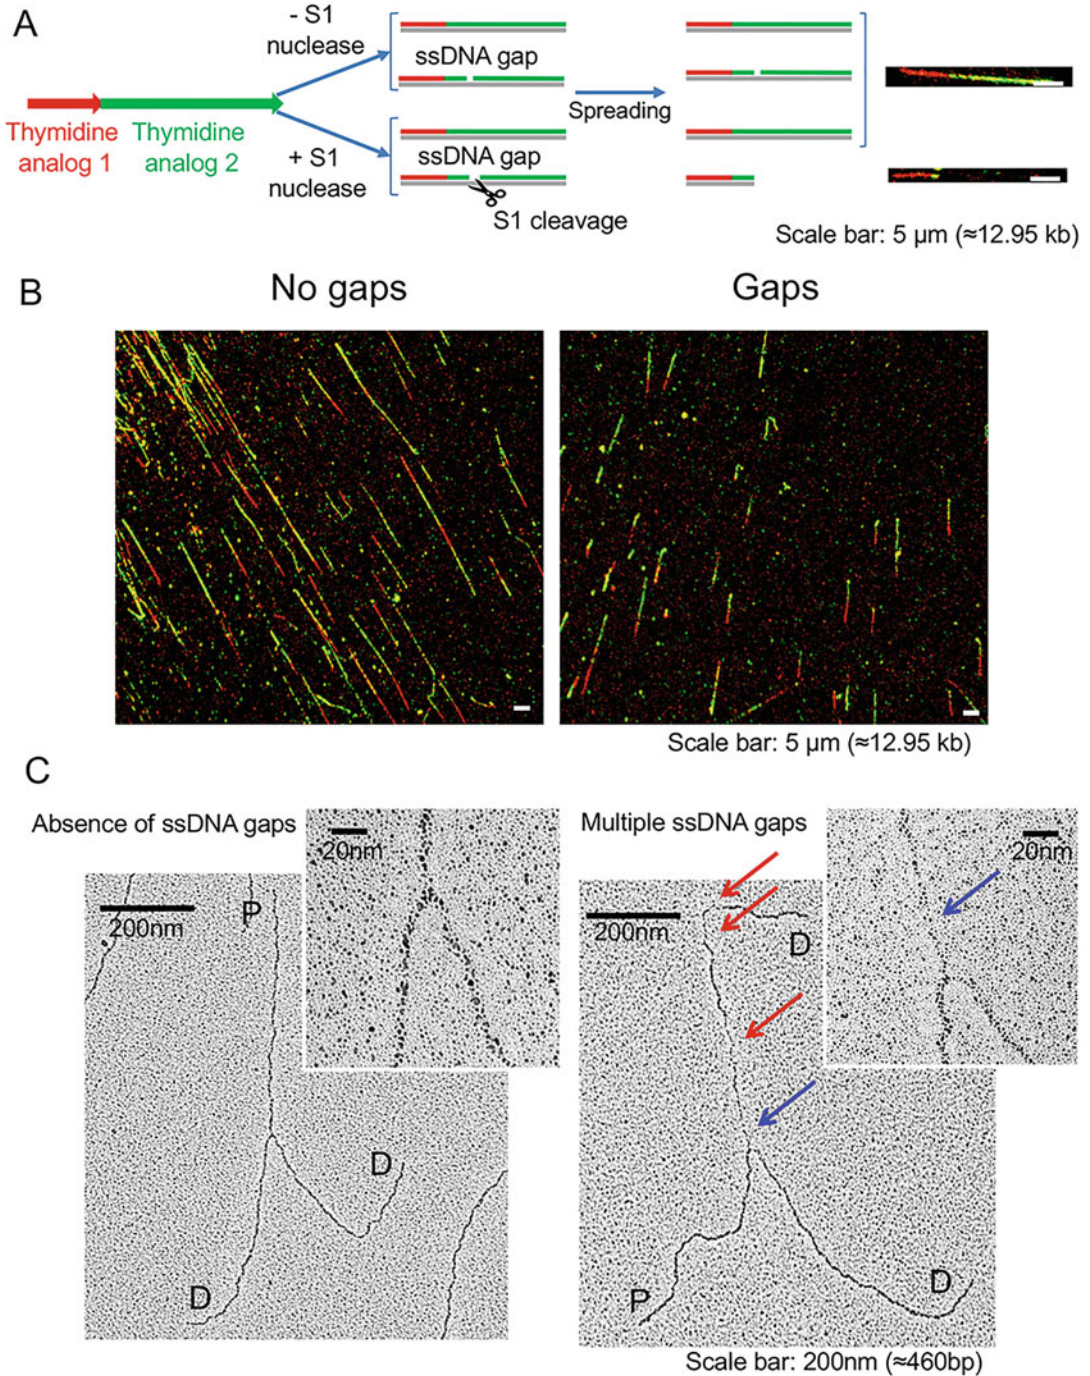 A
- S1
nuclease
ssDNA gap
Thymidine
analog 1
Thymidine
analog 2
Spreading
+ S1
nuclease
ssDNA gap
S1 cleavage
Scale bar: 5 µm (≈12.95 kb)
B
No gaps
Gaps
Scale bar: 5 µm (≈12.95 kb)
C
Absence of ssDNA gaps
20nm
P
200nm
D
D
Multiple ssDNA gaps
20nm
200nm
D
P
D
Scale bar: 200nm (≈460bp)